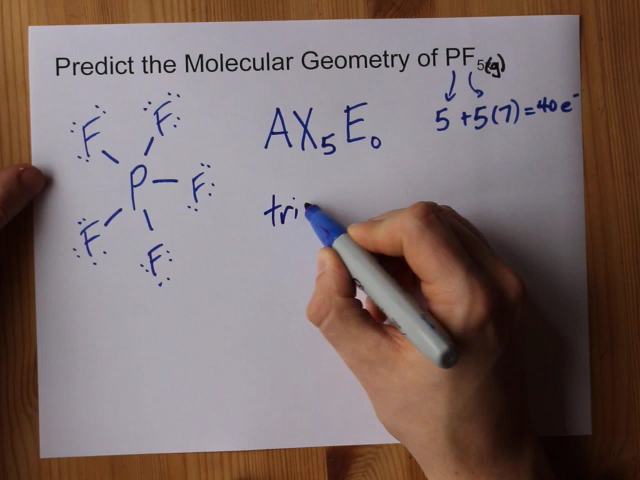 Predict the Molecular Geometry of PF5(g)
5 + 5(7) = 40e-
AX5E0
F F
P F
F F
tri